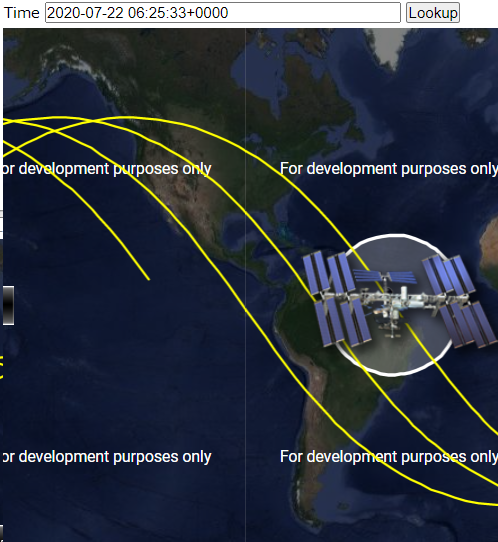 Time 2020-07-22 06:25:33+0000 Lookup
or development purposes only For development purposes only
or development purposes only For development purposes only